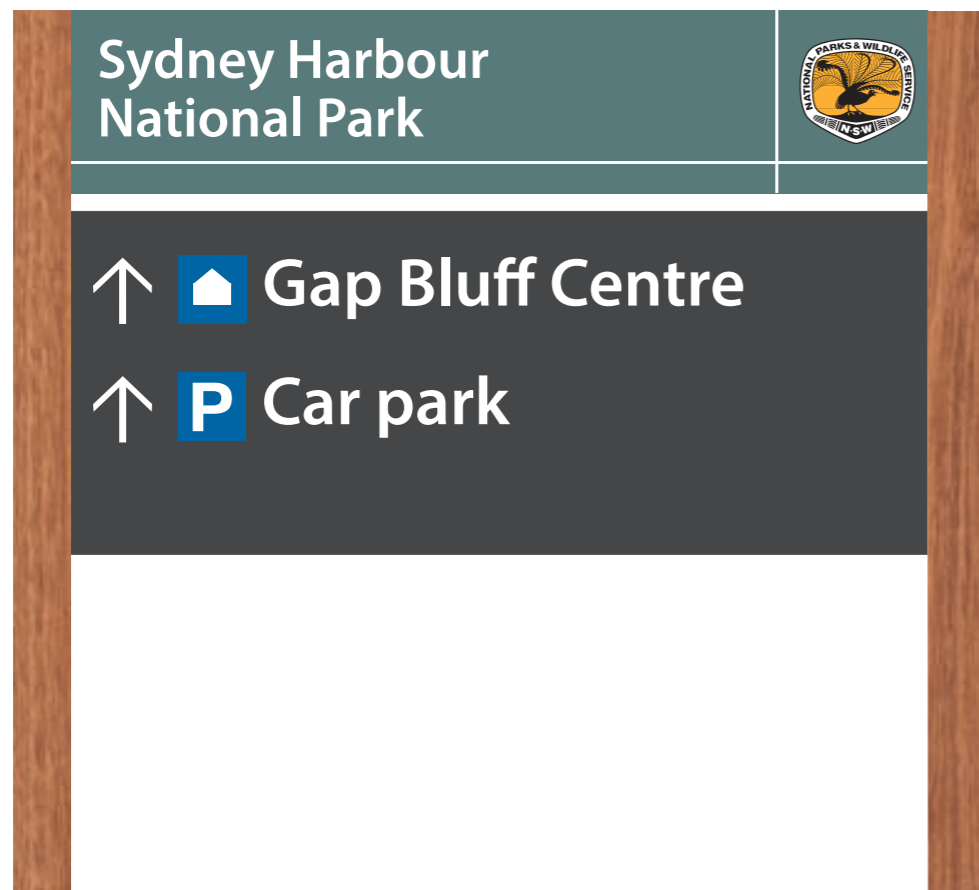 Sydney Harbour
National Park
NATIONAL PARKS & WILDLIFE SERVICE
N·S·W
↑ Gap Bluff Centre
↑ P Car park